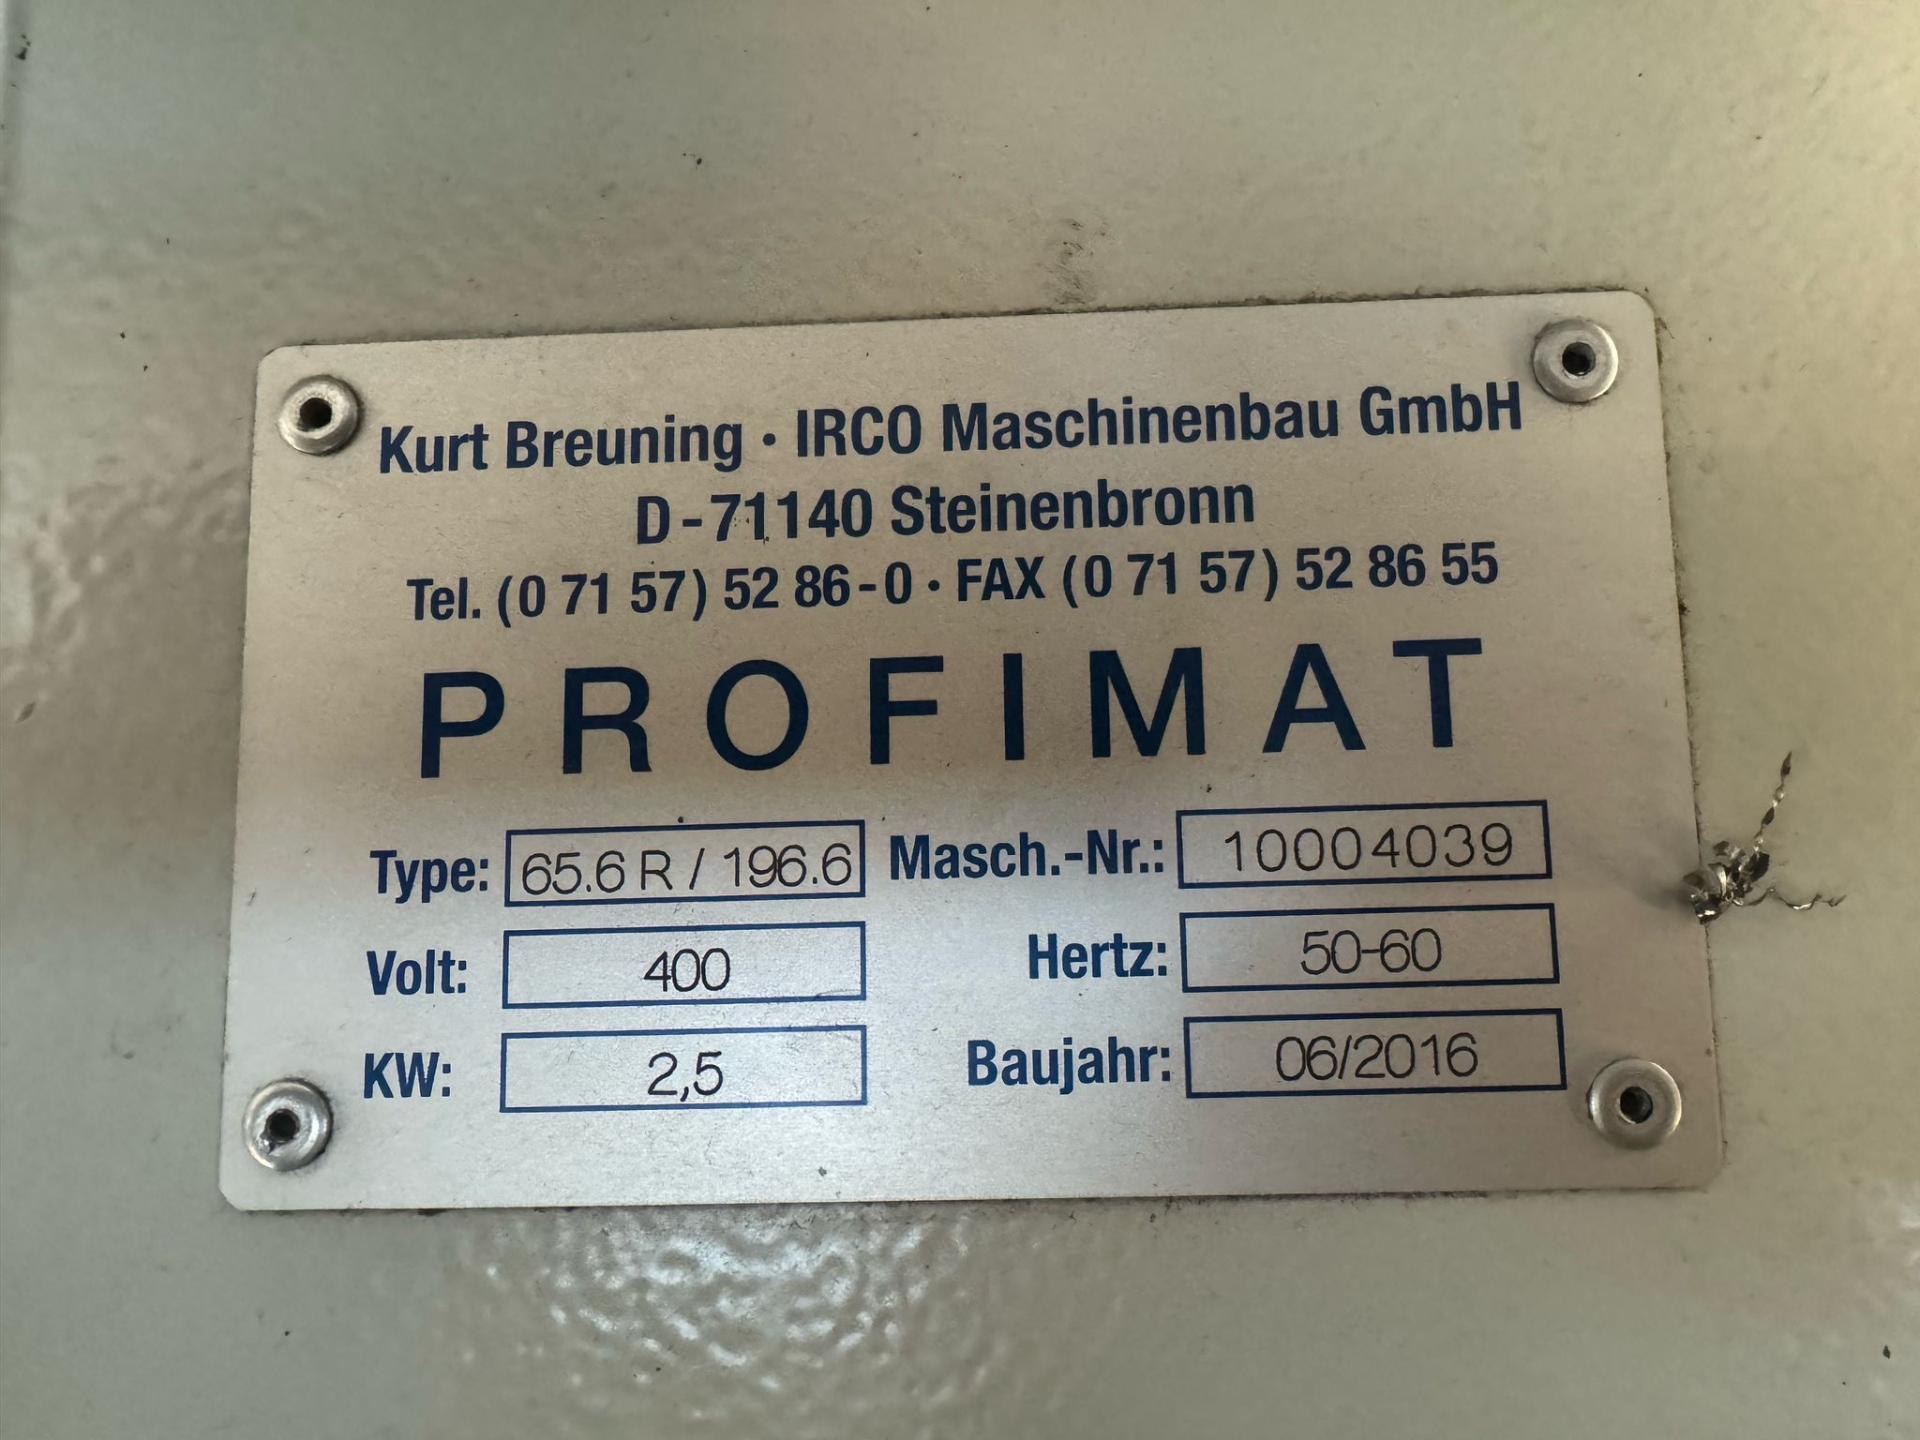 Kurt Breuning · IRCO Maschinenbau GmbH
D-71140 Steinenbronn
Tel. (0 71 57) 52 86-0 · FAX (0 71 57) 52 86 55
PROFIMAT
Type: 65.6 R / 196.6 Masch.-Nr.: 10004039
Volt: 400 Hertz: 50-60
KW: 2,5 Baujahr: 06/2016